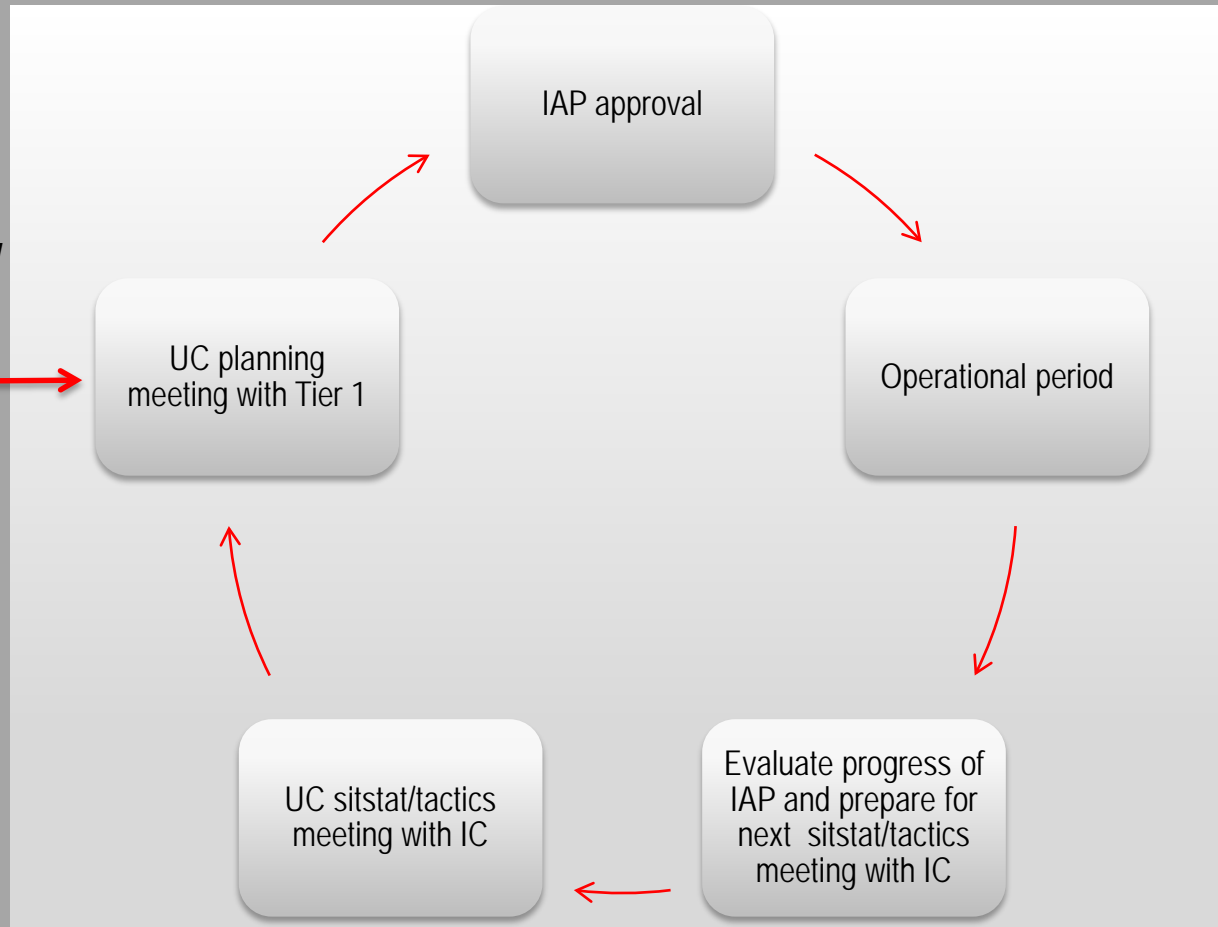 IAP approval
UC planning
meeting with Tier 1
Operational period
UC sitstat/tactics
meeting with IC
Evaluate progress of
IAP and prepare for
next sitstat/tactics
meeting with IC